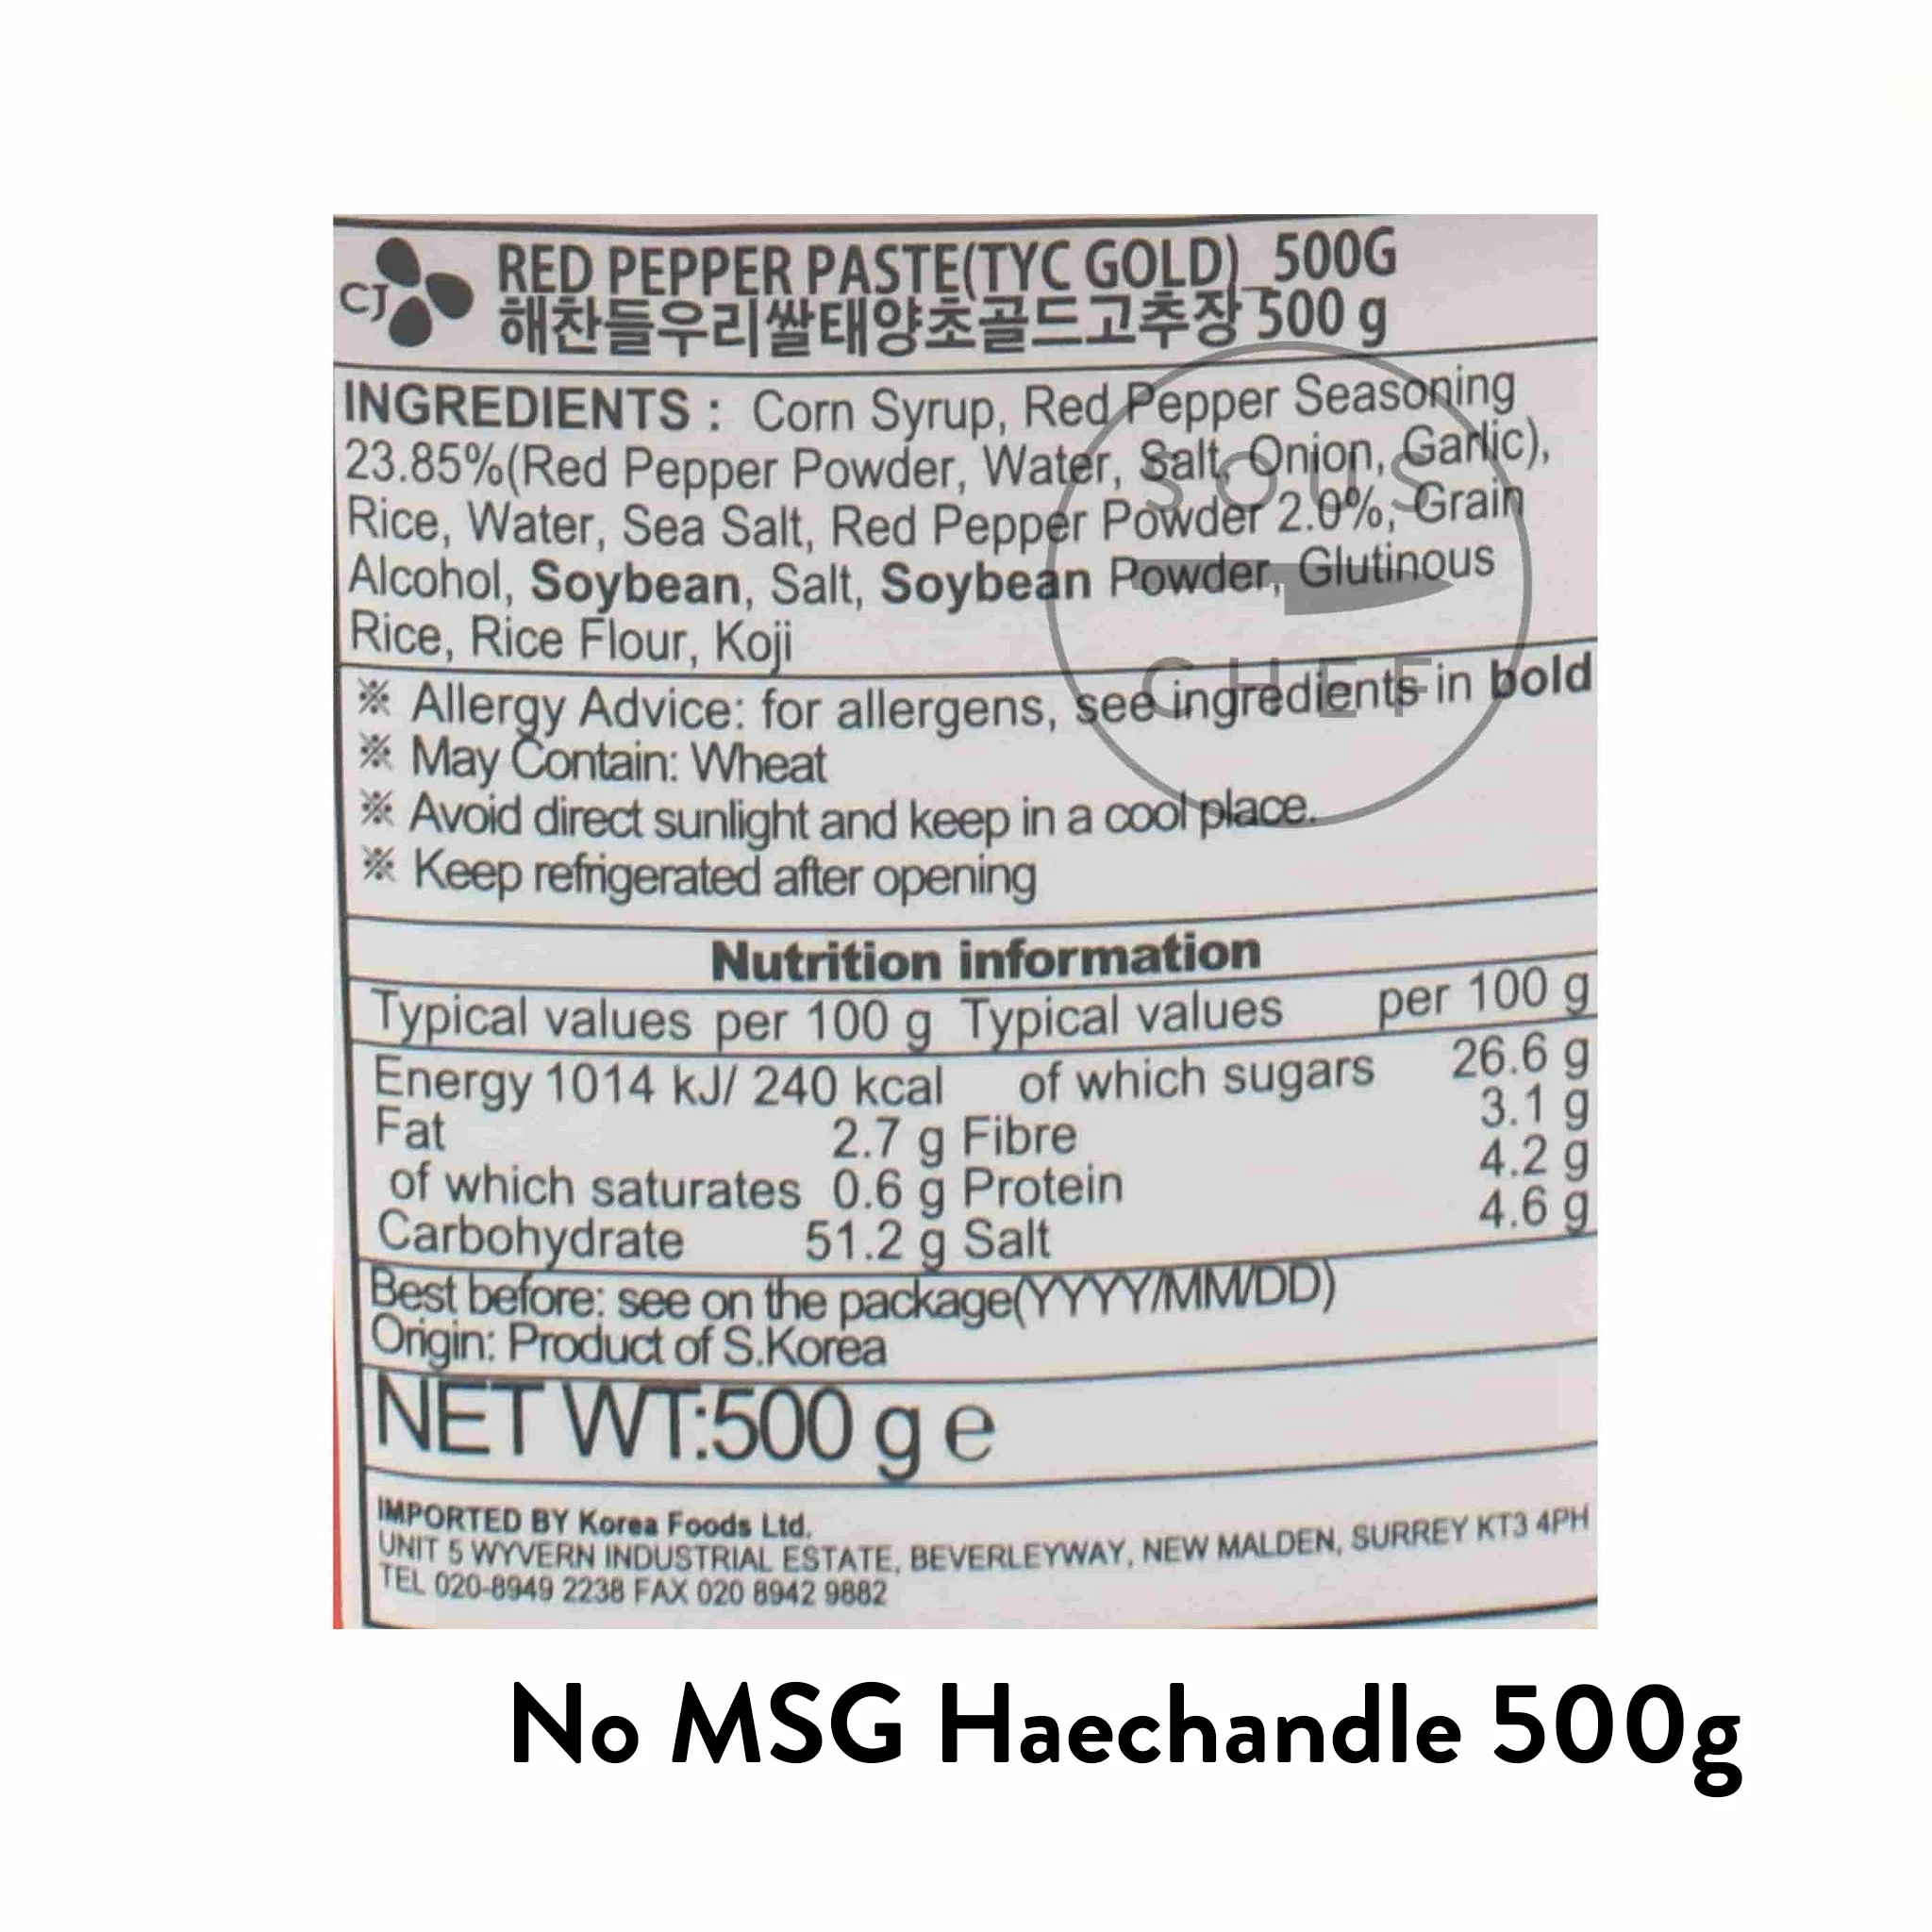 CJ
RED PEPPER PASTE(TYC GOLD)_500G
해찬들우리쌀태양초골드고추장_500 g
INGREDIENTS : Corn Syrup, Red Pepper Seasoning
23.85%(Red Pepper Powder, Water, Salt, Onion, Garlic),
Rice, Water, Sea Salt, Red Pepper Powder 2.0%, Grain
Alcohol, Soybean, Salt, Soybean Powder, Glutinous
Rice, Rice Flour, Koji
SOUS
CHEF
※ Allergy Advice: for allergens, see ingredients in bold
※ May Contain: Wheat
※ Avoid direct sunlight and keep in a cool place.
※ Keep refrigerated after opening
Nutrition information
Typical values per 100 g Typical values per 100 g
Energy 1014 kJ/ 240 kcal of which sugars 26.6 g
Fat 2.7 g Fibre 3.1 g
of which saturates 0.6 g Protein 4.2 g
Carbohydrate 51.2 g Salt 4.6 g
Best before: see on the package(YYYY/MM/DD)
Origin: Product of S.Korea
NET WT:500 g e
IMPORTED BY Korea Foods Ltd.
UNIT 5 WYVERN INDUSTRIAL ESTATE, BEVERLEYWAY, NEW MALDEN, SURREY KT3 4PH
TEL 020-8949 2238 FAX 020 8942 9882
No MSG Haechandle 500g